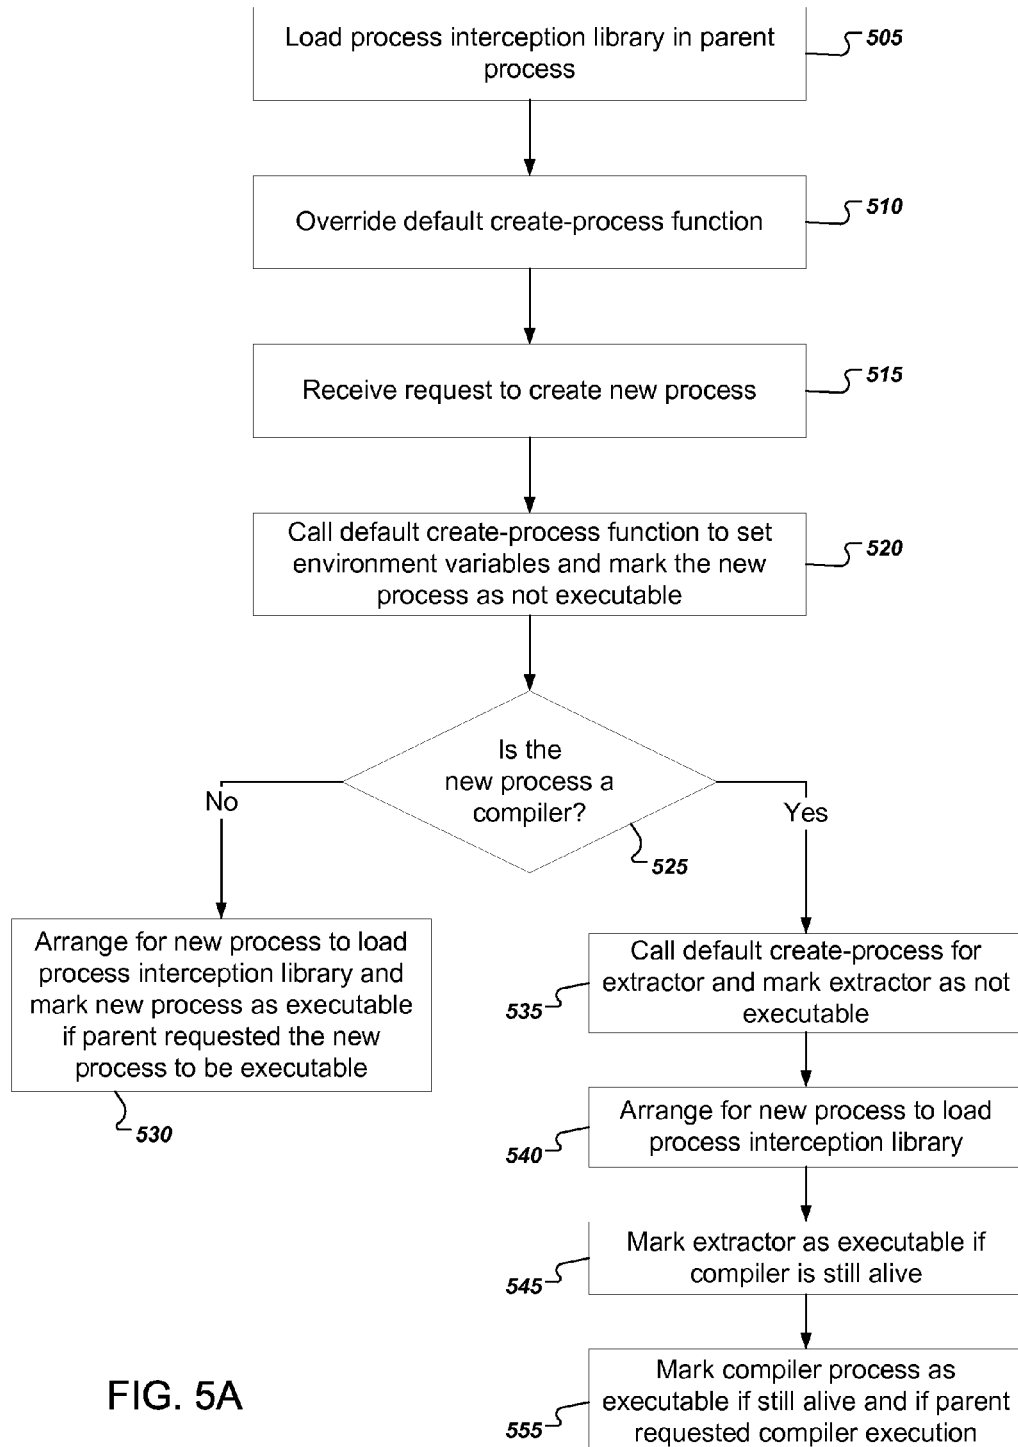 Load process interception library in parent
process
505
Override default create-process function
510
Receive request to create new process
515
Call default create-process function to set
environment variables and mark the new
process as not executable
520
Is the
new process a
compiler?
525
No
Yes
Arrange for new process to load
process interception library and
mark new process as executable
if parent requested the new
process to be executable
530
Call default create-process for
extractor and mark extractor as not
executable
535
Arrange for new process to load
process interception library
540
Mark extractor as executable if
compiler is still alive
545
Mark compiler process as
executable if still alive and if parent
requested compiler execution
555
FIG. 5A